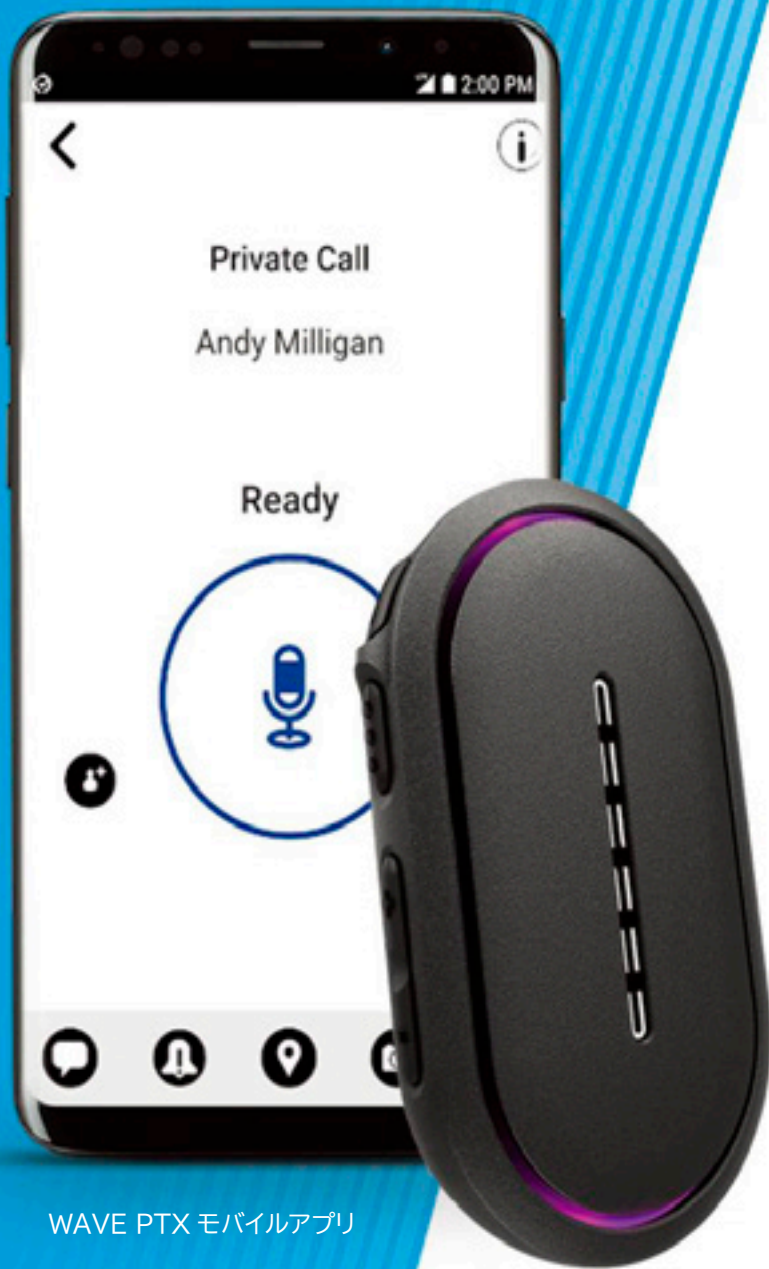 2:00 PM
i
Private Call
Andy Milligan
Ready
WAVE PTX モバイルアプリ